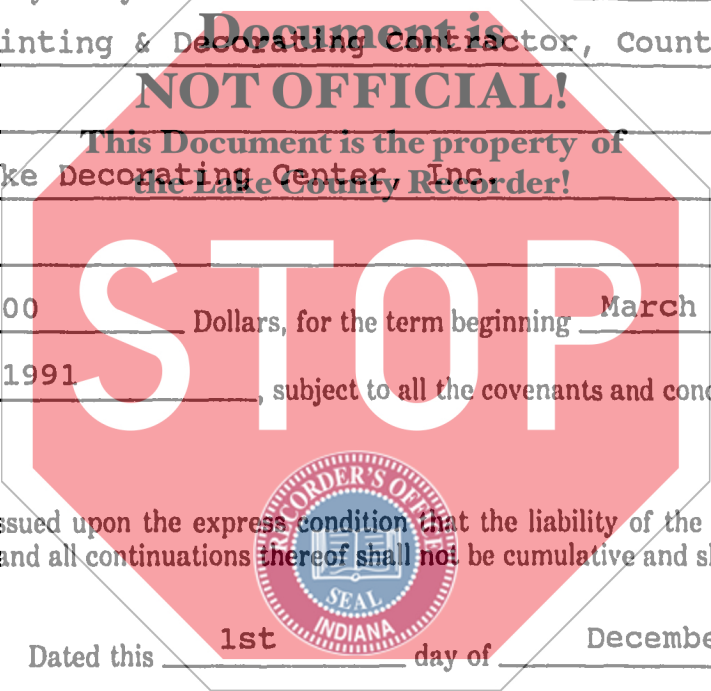 Document is
inting & Decorating Contractor, Count
NOT OFFICIAL!
This Document is the property of
ke Decorating Center, Inc.
the Lake County Recorder!
STOP
00 Dollars, for the term beginning March
1991 , subject to all the covenants and cond
RECORDER'S OFFICE
ssued upon the express condition that the liability of the
and all continuations thereof shall not be cumulative and sh
SEAL
INDIANA
Dated this 1st day of Decembe